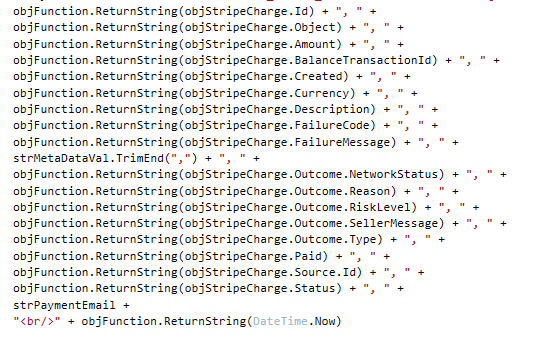 objFunction.ReturnString(objStripeCharge.Id) + ", " +
objFunction.ReturnString(objStripeCharge.Object) + ", " +
objFunction.ReturnString(objStripeCharge.Amount) + ", " +
objFunction.ReturnString(objStripeCharge.BalanceTransactionId) + ", " +
objFunction.ReturnString(objStripeCharge.Created) + ", " +
objFunction.ReturnString(objStripeCharge.Currency) + ", " +
objFunction.ReturnString(objStripeCharge.Description) + ", " +
objFunction.ReturnString(objStripeCharge.FailureCode) + ", " +
objFunction.ReturnString(objStripeCharge.FailureMessage) + ", " +
strMetaDataVal.TrimEnd(",") + ", " +
objFunction.ReturnString(objStripeCharge.Outcome.NetworkStatus) + ", " +
objFunction.ReturnString(objStripeCharge.Outcome.Reason) + ", " +
objFunction.ReturnString(objStripeCharge.Outcome.RiskLevel) + ", " +
objFunction.ReturnString(objStripeCharge.Outcome.SellerMessage) + ", " +
objFunction.ReturnString(objStripeCharge.Outcome.Type) + ", " +
objFunction.ReturnString(objStripeCharge.Paid) + ", " +
objFunction.ReturnString(objStripeCharge.Source.Id) + ", " +
objFunction.ReturnString(objStripeCharge.Status) + ", " +
strPaymentEmail +
"<br/>" + objFunction.ReturnString(DateTime.Now)